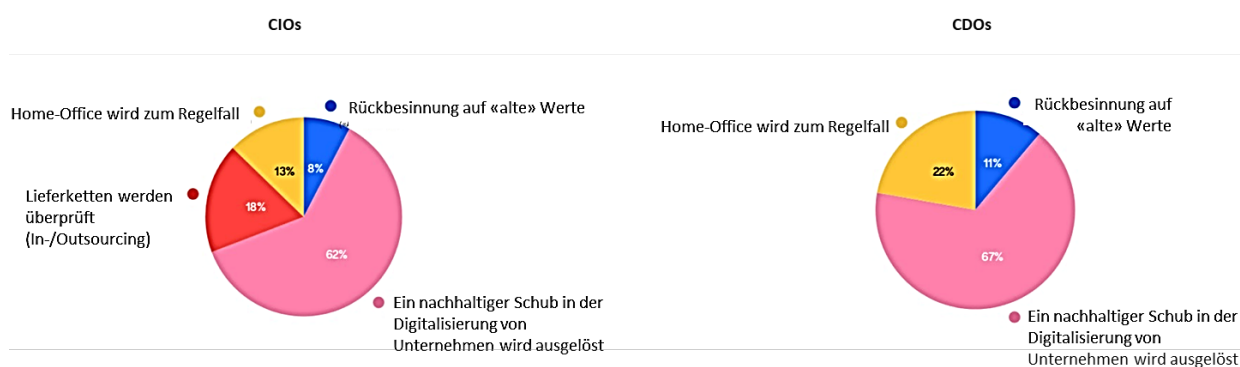 CIOs
Home-Office wird zum Regelfall
Rückbesinnung auf «alte» Werte
13%
8%
Lieferketten werden
überprüft
(In-/Outsourcing)
18%
62%
Ein nachhaltiger Schub in der
Digitalisierung von
Unternehmen wird ausgelöst
CDOs
Rückbesinnung auf
«alte» Werte
Home-Office wird zum Regelfall
22%
11%
67%
Ein nachhaltiger Schub in der
Digitalisierung von
Unternehmen wird ausgelöst